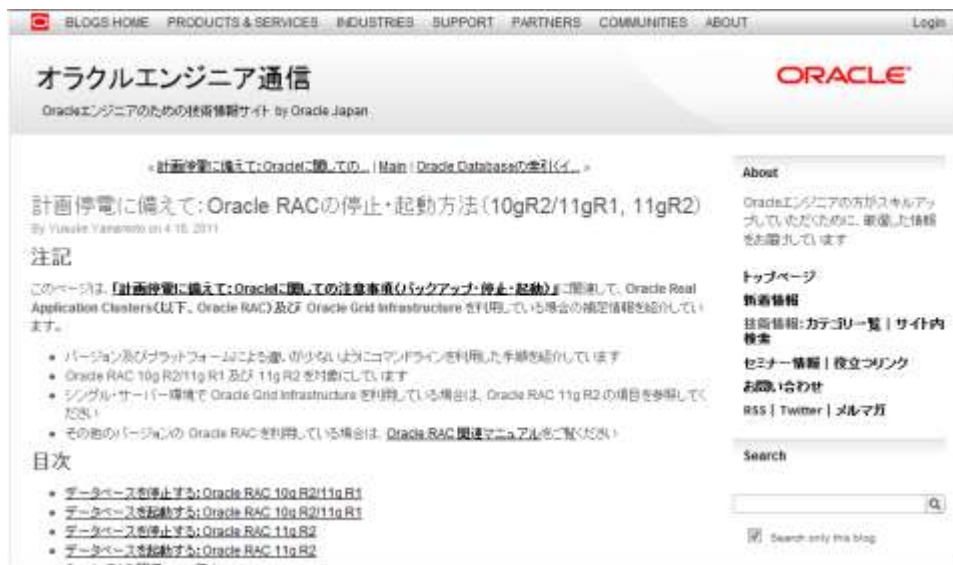 BLOGS HOME PRODUCTS & SERVICES INDUSTRIES SUPPORT PARTNERS COMMUNITIES ABOUT Login
オラクルエンジニア通信
Oracleエンジニアのための技術情報サイト by Oracle Japan
ORACLE
« 計画停電に備えて: Oracleに関しての... | Main | Oracle Databaseの索引(イ... »
計画停電に備えて: Oracle RACの停止・起動方法(10gR2/11gR1, 11gR2)
By Yusuke Yamamoto on 4 18, 2011
注記
このページは、「計画停電に備えて: Oracleに関しての注意事項(バックアップ・停止・起動)」に関連して、Oracle Real
Application Clusters(以下、Oracle RAC)及び Oracle Grid Infrastructure を利用している場合の補足情報を紹介してい
ます。
バージョン及びプラットフォームによる違いが少ないようにコマンドラインを利用した手順を紹介しています
Oracle RAC 10g R2/11g R1 及び 11g R2 を対象にしています
シングル・サーバー環境で Oracle Grid Infrastructure を利用している場合は、Oracle RAC 11g R2 の項目を参照してく
ださい
その他のバージョンの Oracle RAC を利用している場合は、Oracle RAC 関連マニュアルをご覧ください
目次
データベースを停止する: Oracle RAC 10g R2/11g R1
データベースを起動する: Oracle RAC 10g R2/11g R1
データベースを停止する: Oracle RAC 11g R2
データベースを起動する: Oracle RAC 11g R2
About
Oracleエンジニアの方がスキルアッ
プしていただくために、厳選した情報
をお届けしています
トップページ
新着情報
技術情報: カテゴリ一覧 | サイト内
検索
セミナー情報 | 役立つリンク
お問い合わせ
RSS | Twitter | メルマガ
Search
Search only this blog